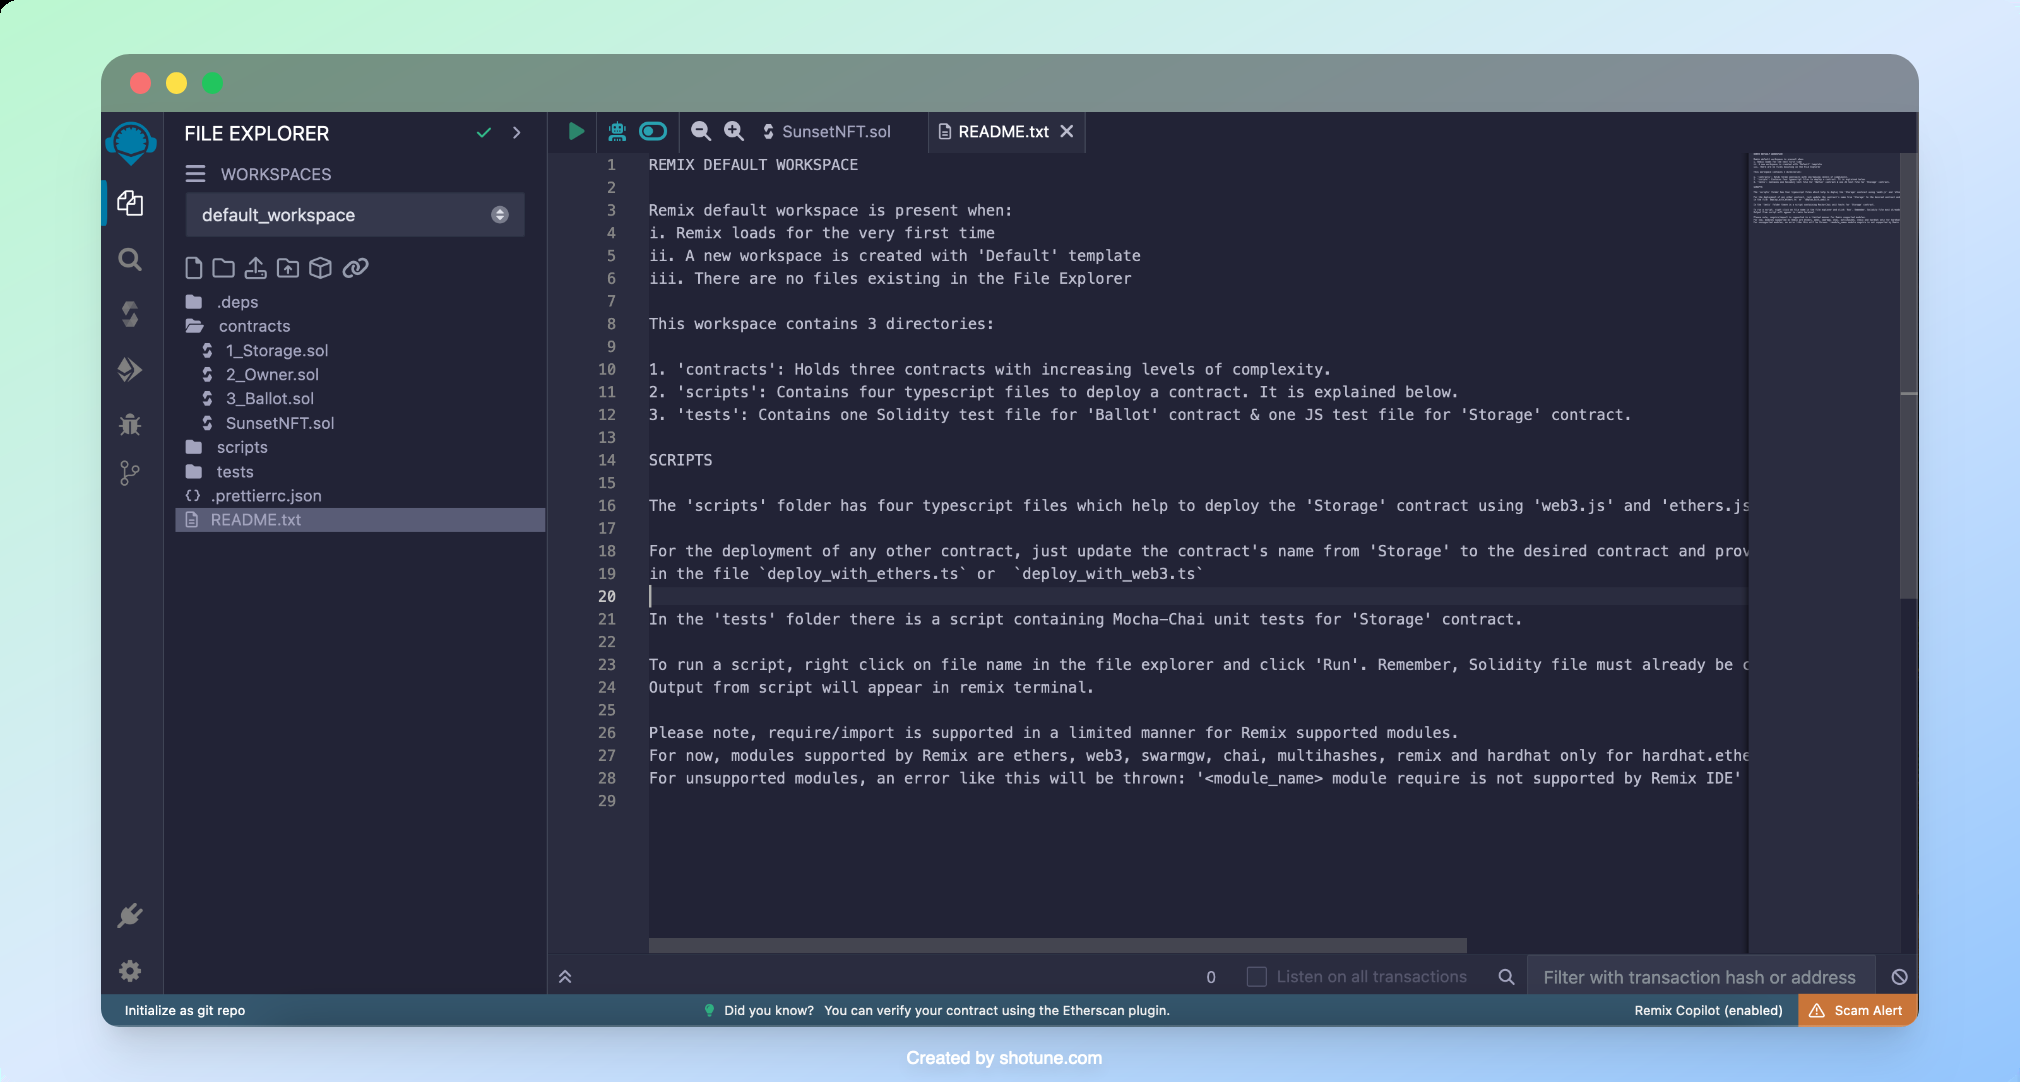 FILE EXPLORER
WORKSPACES
default_workspace
.deps
contracts
1_Storage.sol
2_Owner.sol
3_Ballot.sol
SunsetNFT.sol
scripts
tests
{} .prettierrc.json
README.txt
SunsetNFT.sol
README.txt
1 REMIX DEFAULT WORKSPACE
2
3 Remix default workspace is present when:
4 i. Remix loads for the very first time
5 ii. A new workspace is created with 'Default' template
6 iii. There are no files existing in the File Explorer
7
8 This workspace contains 3 directories:
9
10 1. 'contracts': Holds three contracts with increasing levels of complexity.
11 2. 'scripts': Contains four typescript files to deploy a contract. It is explained below.
12 3. 'tests': Contains one Solidity test file for 'Ballot' contract & one JS test file for 'Storage' contract.
13
14 SCRIPTS
15
16 The 'scripts' folder has four typescript files which help to deploy the 'Storage' contract using 'web3.js' and 'ethers.js
17
18 For the deployment of any other contract, just update the contract's name from 'Storage' to the desired contract and prov
19 in the file `deploy_with_ethers.ts` or  `deploy_with_web3.ts`
20
21 In the 'tests' folder there is a script containing Mocha-Chai unit tests for 'Storage' contract.
22
23 To run a script, right click on file name in the file explorer and click 'Run'. Remember, Solidity file must already be c
24 Output from script will appear in remix terminal.
25
26 Please note, require/import is supported in a limited manner for Remix supported modules.
27 For now, modules supported by Remix are ethers, web3, swarmgw, chai, multihashes, remix and hardhat only for hardhat.ethe
28 For unsupported modules, an error like this will be thrown: '<module_name> module require is not supported by Remix IDE'
29
0
Listen on all transactions
Filter with transaction hash or address
Initialize as git repo
Did you know? You can verify your contract using the Etherscan plugin.
Remix Copilot (enabled)
Scam Alert
Created by shotune.com